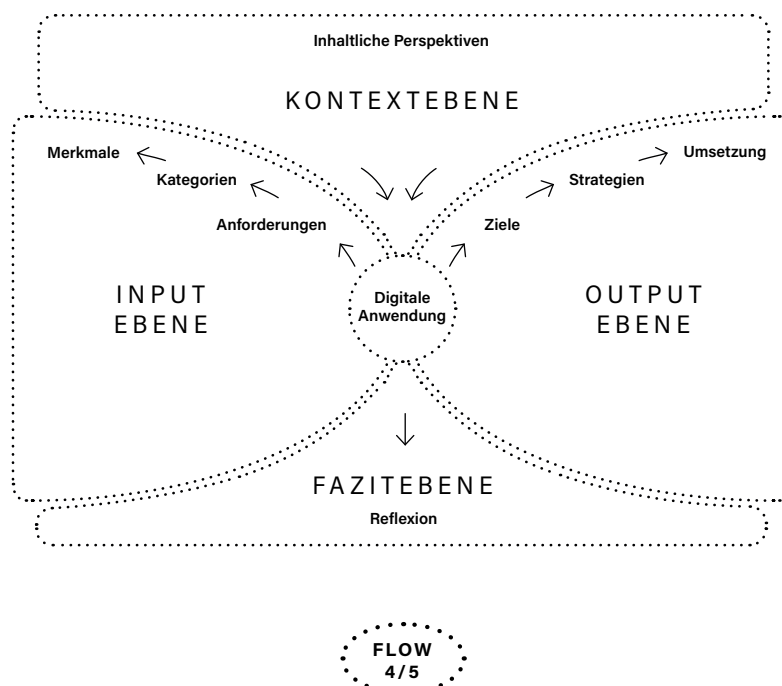 Inhaltliche Perspektiven
KONTEXTEBENE
Merkmale
Umsetzung
Kategorien
Strategien
Anforderungen
Ziele
INPUT
EBENE
Digitale
Anwendung
OUTPUT
EBENE
FAZITEBENE
Reflexion
FLOW
4/5